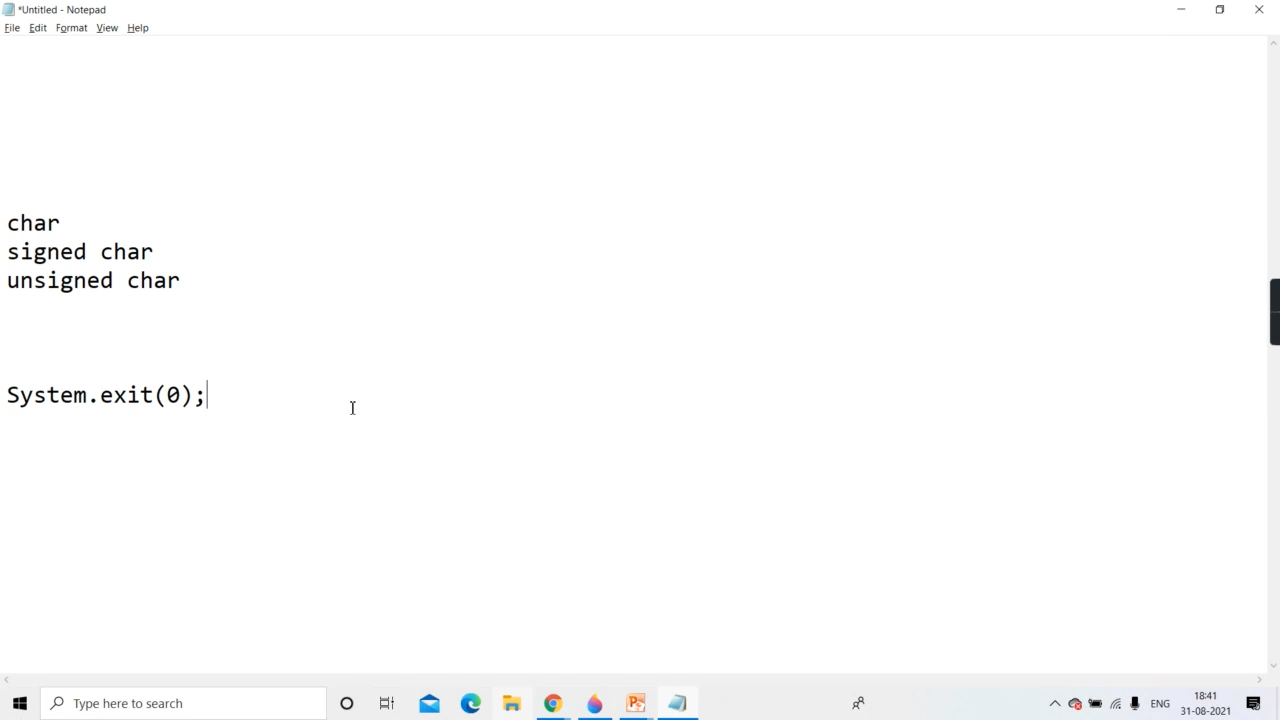 *Untitled - Notepad
File Edit Format View Help
char
signed char
unsigned char
System.exit(0);
Type here to search
ENG
18:41
31-08-2021